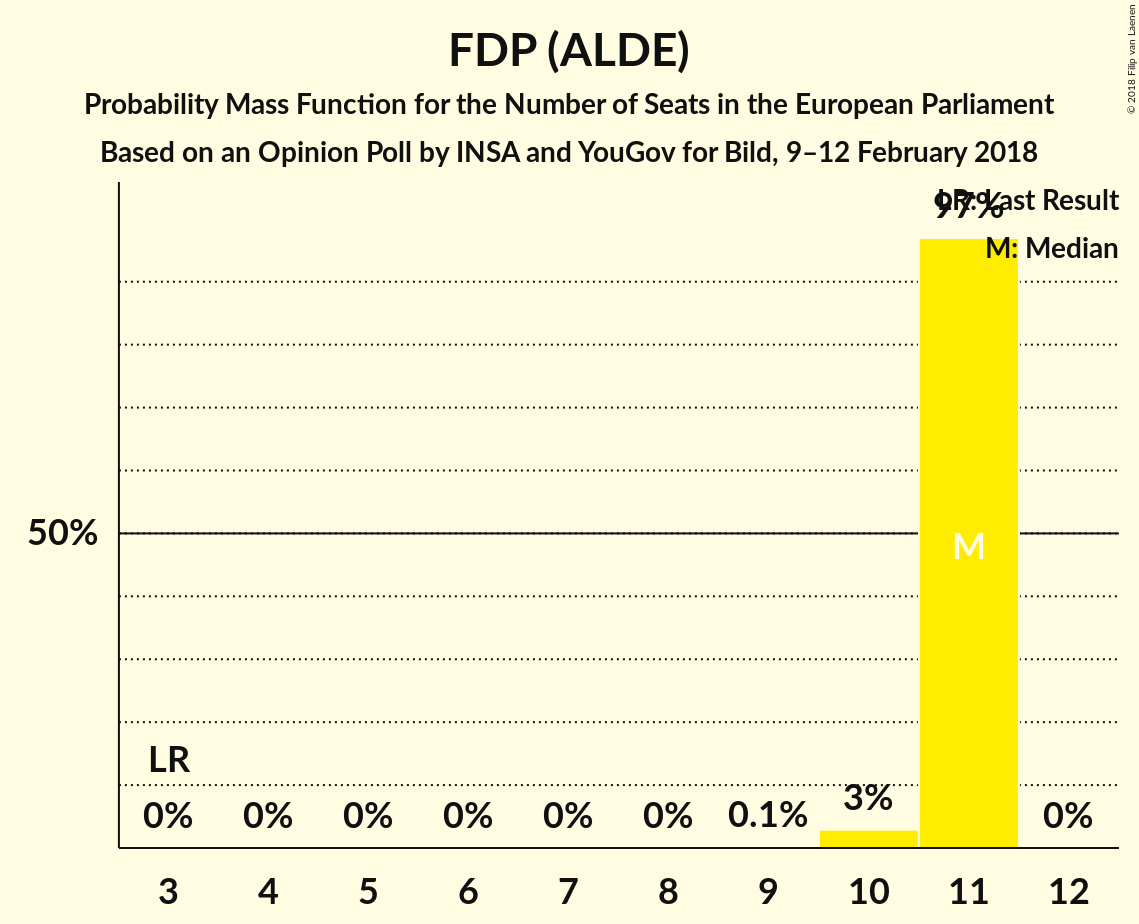 FDP (ALDE)
Probability Mass Function for the Number of Seats in the European Parliament
Based on an Opinion Poll by INSA and YouGov for Bild, 9–12 February 2018
© 2018 Filip van Laenen
LR: Last Result
M: Median
97%
50%
M
LR
0% 0% 0% 0% 0% 0% 0.1% 3% 0%
3 4 5 6 7 8 9 10 11 12